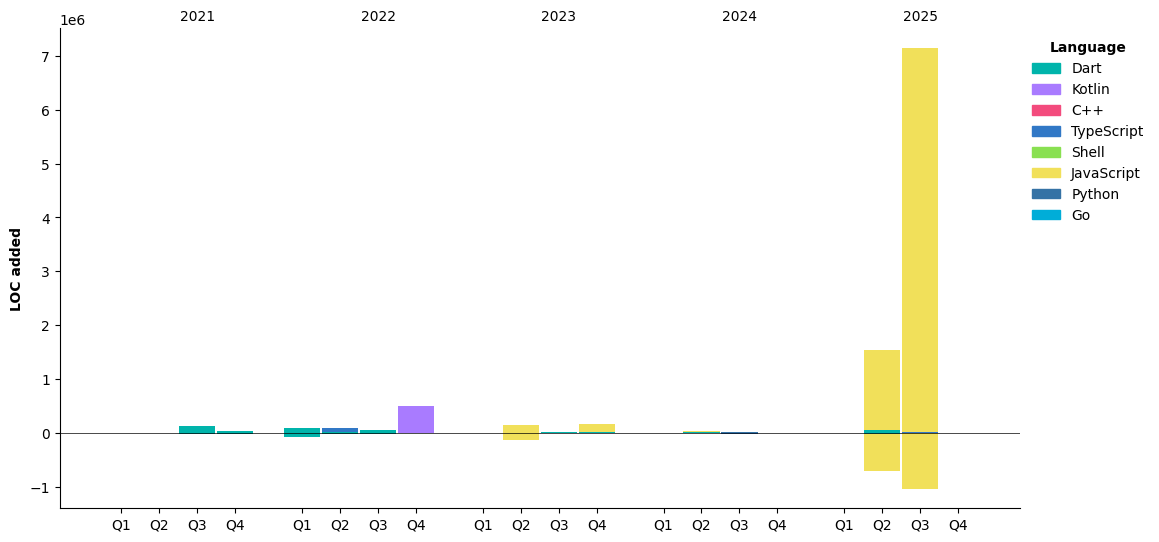 2021 2022 2023 2024 2025
1e6
7
6
5
4
3
2
1
0
−1
LOC added
Q1 Q2 Q3 Q4 Q1 Q2 Q3 Q4 Q1 Q2 Q3 Q4 Q1 Q2 Q3 Q4 Q1 Q2 Q3 Q4
Language
Dart
Kotlin
C++
TypeScript
Shell
JavaScript
Python
Go